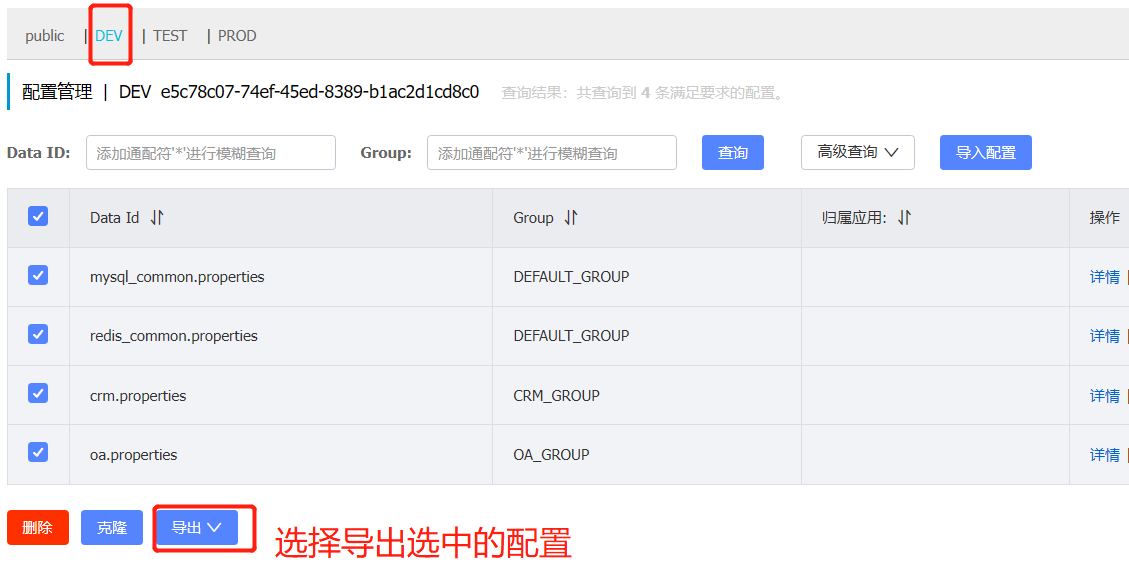 public | DEV | TEST | PROD
配置管理 | DEV e5c78c07-74ef-45ed-8389-b1ac2d1cd8c0 查询结果：共查询到 4 条满足要求的配置。
Data ID: 添加通配符'*'进行模糊查询 Group: 添加通配符'*'进行模糊查询 查询 高级查询 导入配置
Data Id Group 归属应用: 操作
mysql_common.properties DEFAULT_GROUP 详情 |
redis_common.properties DEFAULT_GROUP 详情 |
crm.properties CRM_GROUP 详情 |
oa.properties OA_GROUP 详情 |
删除 克隆 导出 选择导出选中的配置